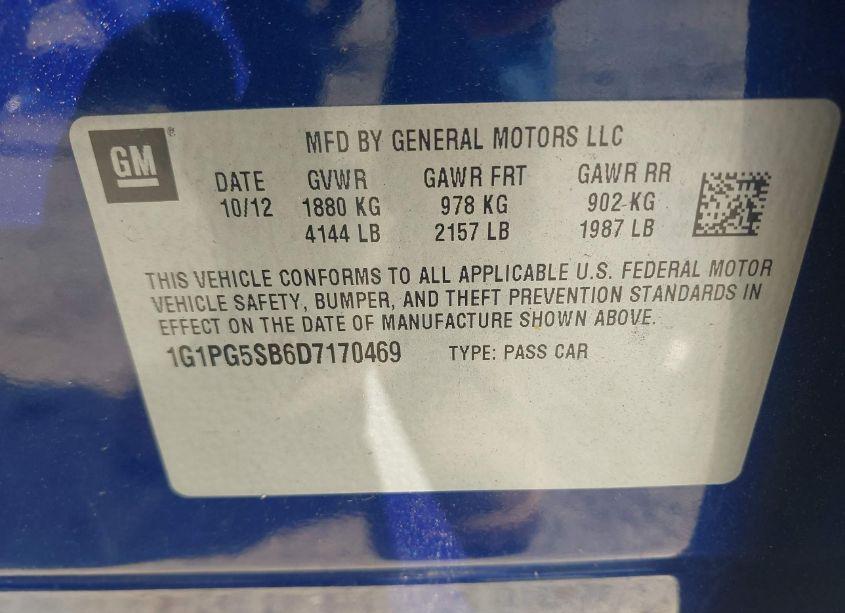 GM®
MFD BY GENERAL MOTORS LLC
DATE GVWR GAWR FRT GAWR RR
10/12 1880 KG 978 KG 902 KG
4144 LB 2157 LB 1987 LB
THIS VEHICLE CONFORMS TO ALL APPLICABLE U.S. FEDERAL MOTOR
VEHICLE SAFETY, BUMPER, AND THEFT PREVENTION STANDARDS IN
EFFECT ON THE DATE OF MANUFACTURE SHOWN ABOVE.
1G1PG5SB6D7170469 TYPE: PASS CAR